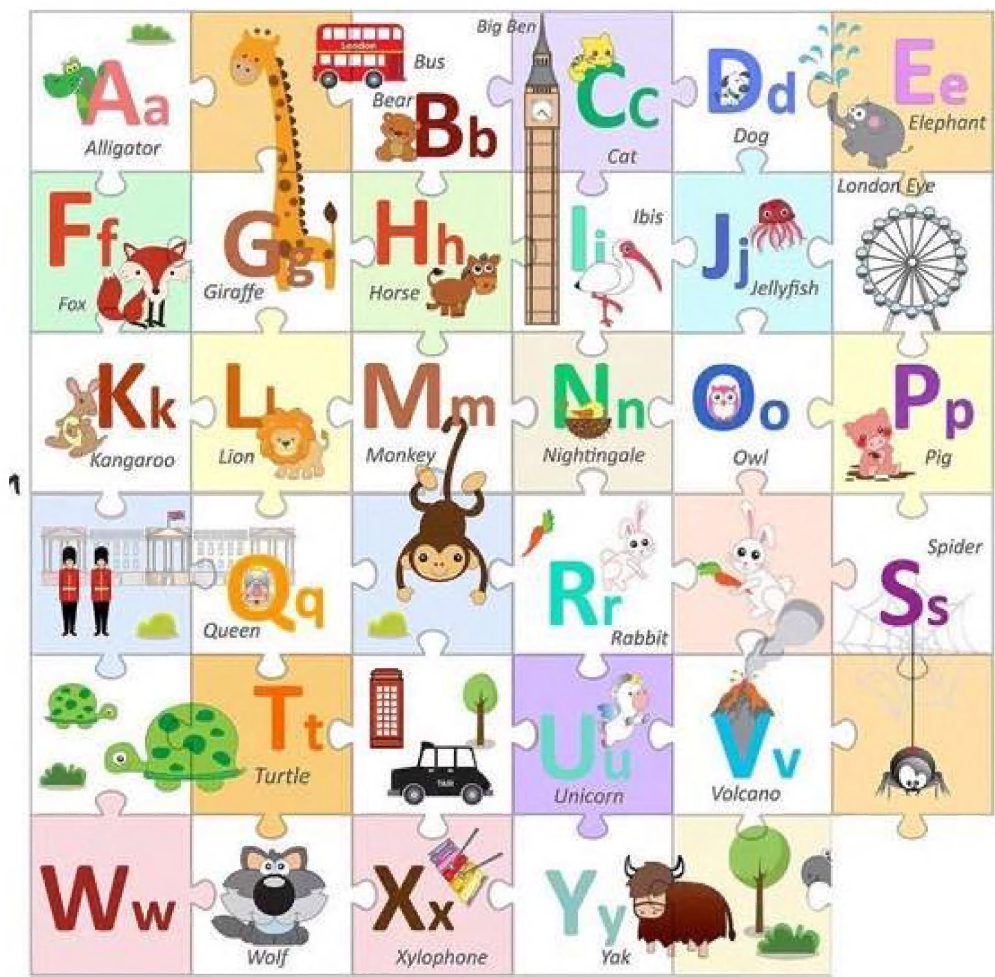 London
Bus
Big Ben
Aa
Alligator
Bear
Bb
Cc
Cat
Dd
Dog
Ee
Elephant
Ff
Fox
Gg
Giraffe
Hh
Horse
Ii
Ibis
Jj
Jellyfish
London Eye
Kk
Kangaroo
Ll
Lion
Mm
Monkey
Nn
Nightingale
Oo
Owl
Pp
Pig
Qq
Queen
Rr
Rabbit
Ss
Spider
Tt
Turtle
TAXI
Uu
Unicorn
Vv
Volcano
Ww
Wolf
Xx
Xylophone
Yy
Yak